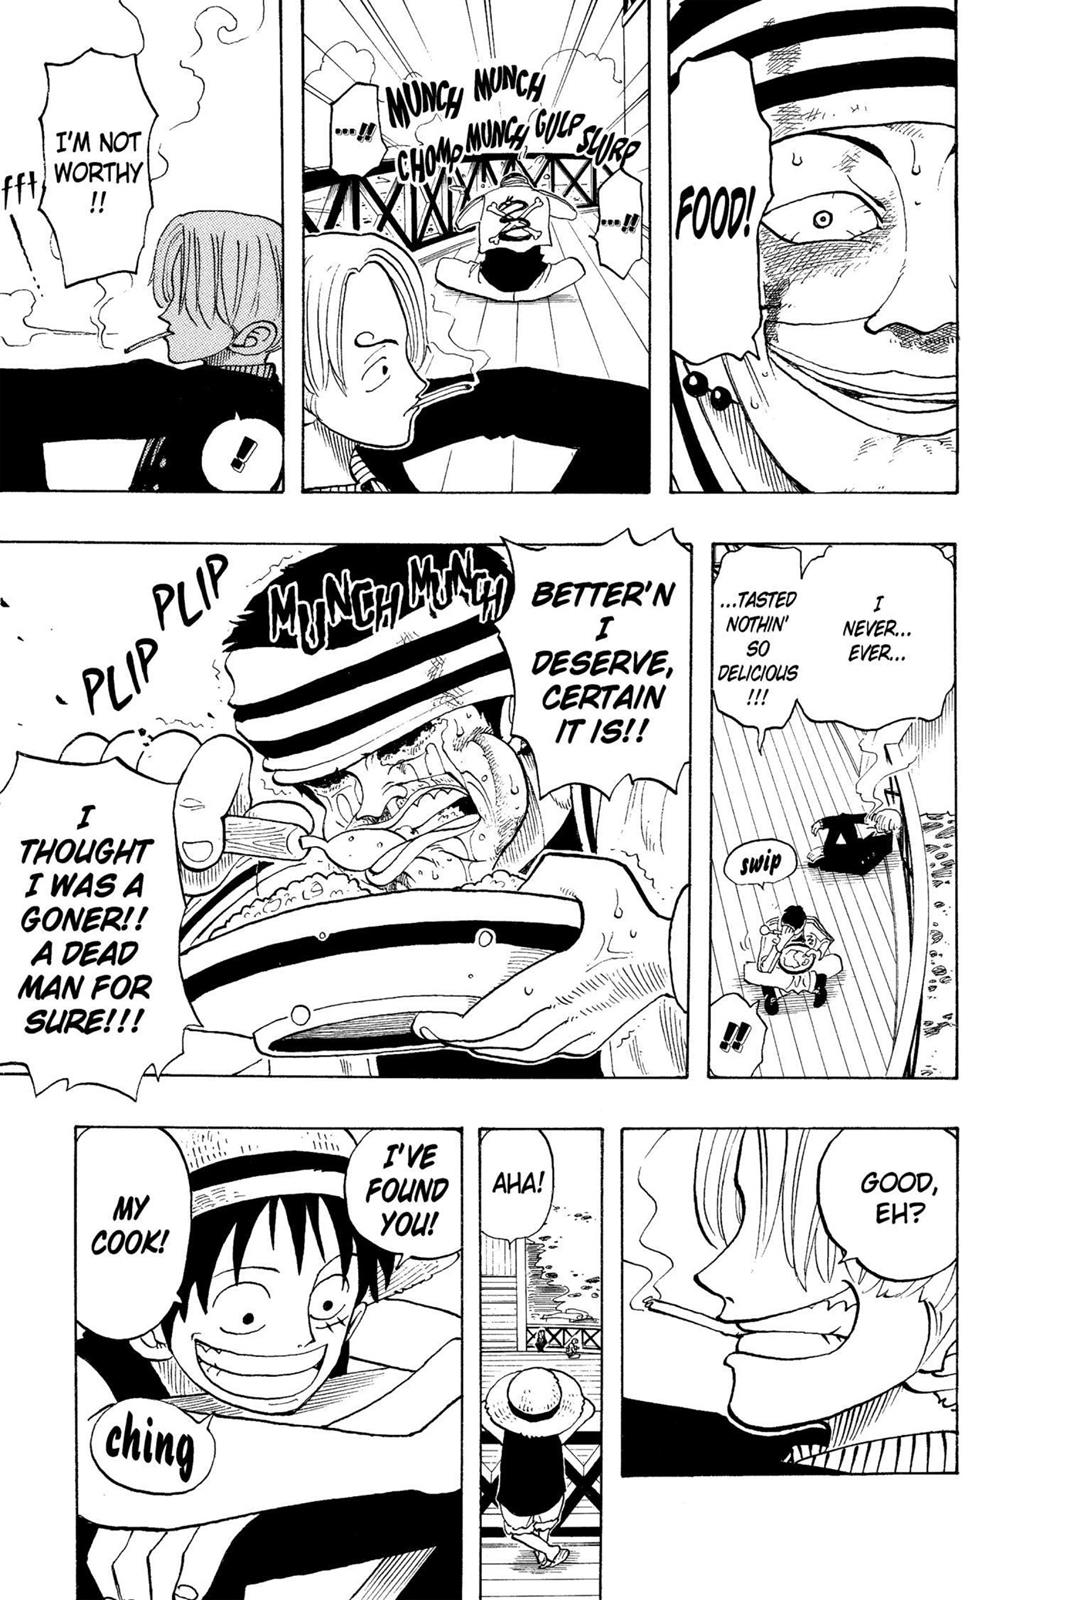 FOOD!
MUNCH MUNCH
CHOMP MUNCH GULP SLURP
...!!
...!!
I'M NOT
WORTHY
!!
fft
!
I
NEVER...
EVER...
...TASTED
NOTHIN'
SO
DELICIOUS
!!!
swip
!!
BETTER'N
I
DESERVE,
CERTAIN
IT IS!!
MUNCH MUNCH
PLIP
PLIP
I
THOUGHT
I WAS A
GONER!!
A DEAD
MAN FOR
SURE!!!
GOOD,
EH?
AHA!
I'VE
FOUND
YOU!
MY
COOK!
ching